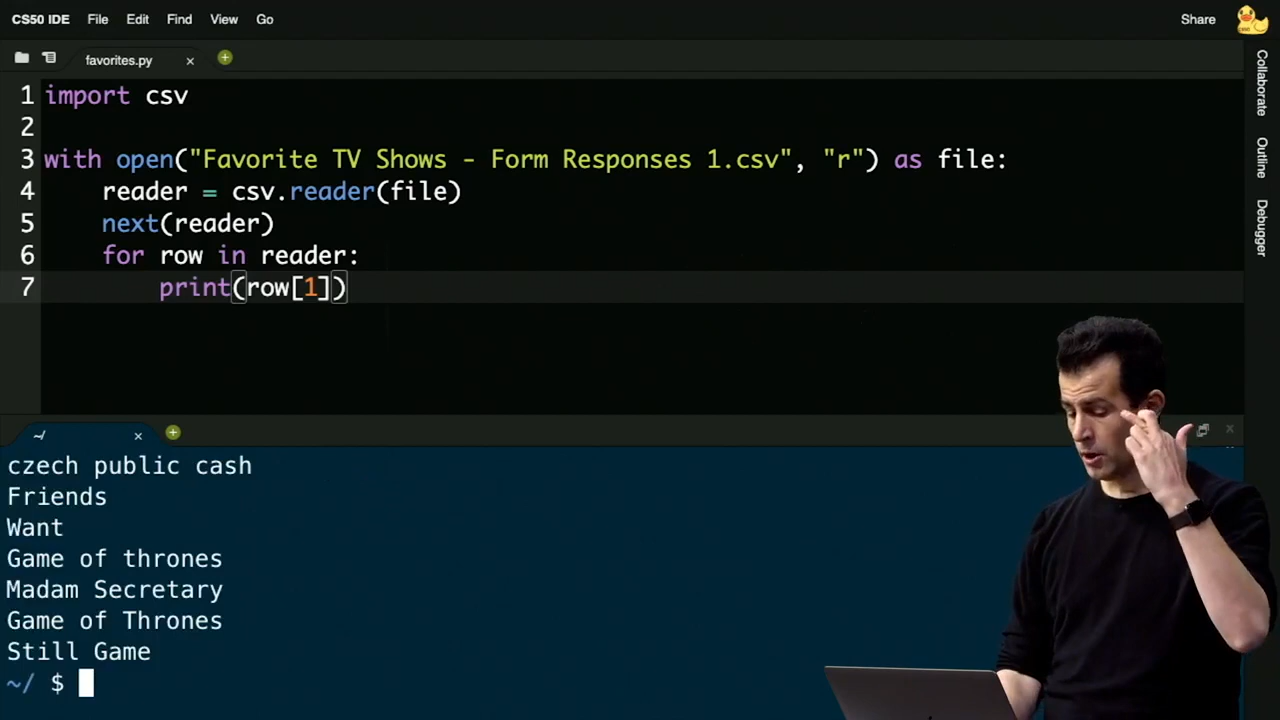 CS50 IDE File Edit Find View Go Share
favorites.py
1 import csv
2
3 with open("Favorite TV Shows - Form Responses 1.csv", "r") as file:
4 reader = csv.reader(file)
5 next(reader)
6 for row in reader:
7 print(row[1])
Collaborate
Outline
Debugger
~/
czech public cash
Friends
Want
Game of thrones
Madam Secretary
Game of Thrones
Still Game
~/ $